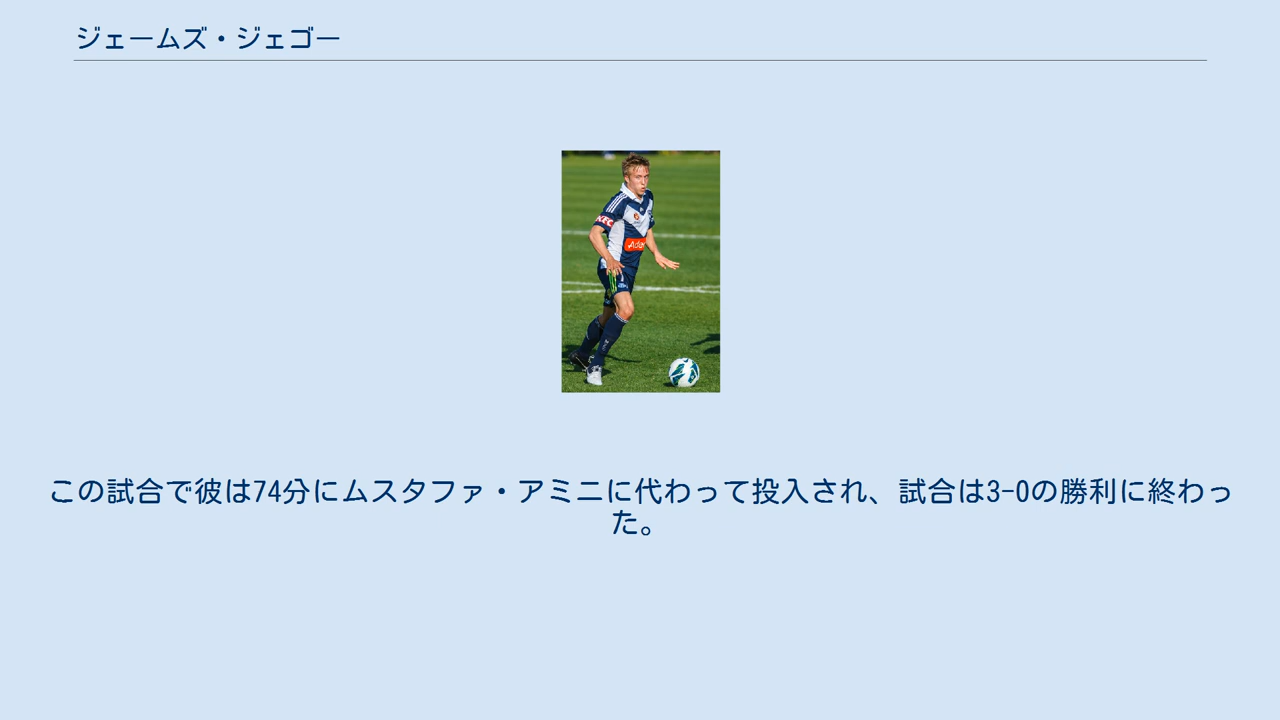 ジェームズ・ジェゴー
KFC
この試合で彼は74分にムスタファ・アミニに代わって投入され、試合は3-0の勝利に終わっ
た。